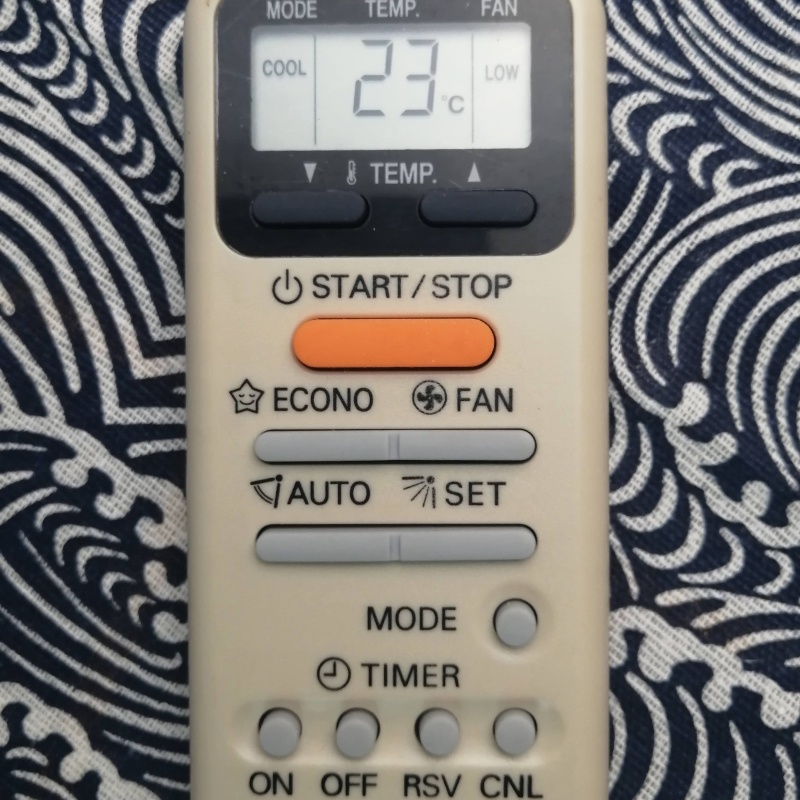 MODE TEMP. FAN
COOL 23 °C LOW
▼ TEMP. ▲
START/STOP
ECONO FAN
AUTO SET
MODE
TIMER
ON OFF RSV CNL